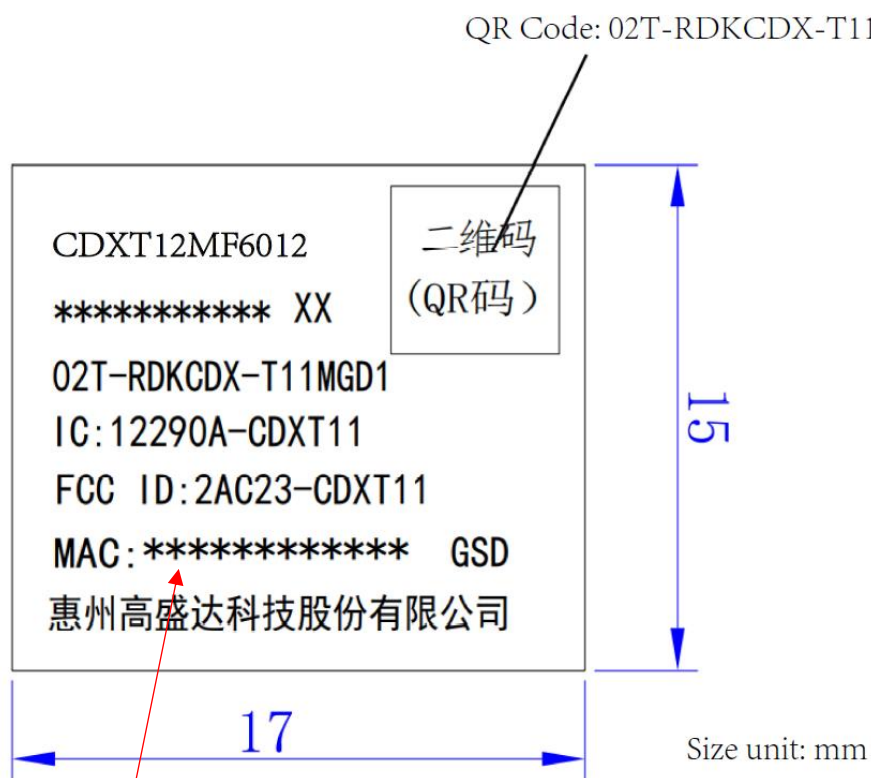 QR Code: 02T-RDKCDX-T11
CDXT12MF6012
二维码
(QR码)
*********** XX
02T-RDKCDX-T11MGD1
IC:12290A-CDXT11
FCC ID:2AC23-CDXT11
MAC:************ GSD
惠州高盛达科技股份有限公司
15
17
Size unit: mm